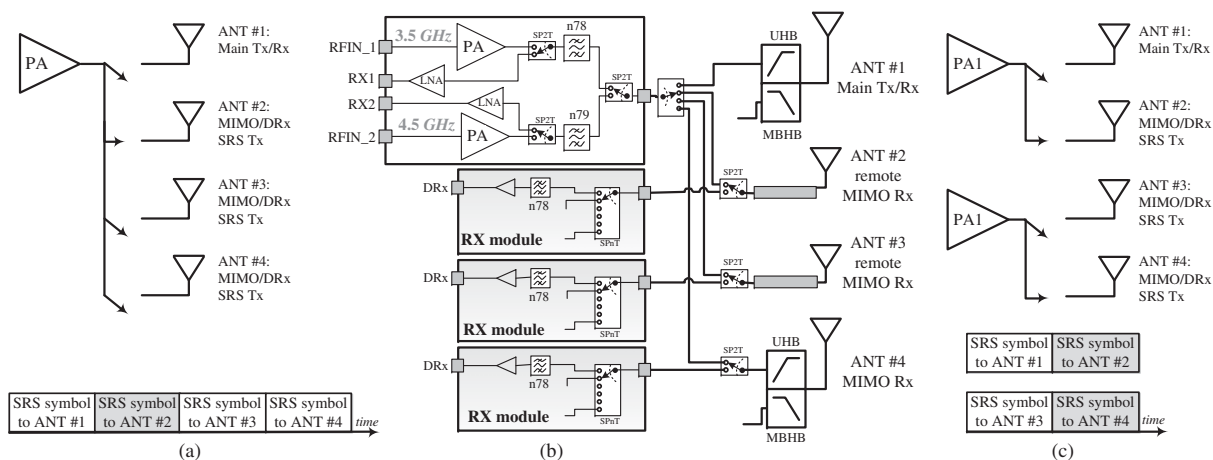 PA
ANT #1:
Main Tx/Rx
ANT #2:
MIMO/DRx
SRS Tx
ANT #3:
MIMO/DRx
SRS Tx
ANT #4:
MIMO/DRx
SRS Tx
SRS symbol
to ANT #1
SRS symbol
to ANT #2
SRS symbol
to ANT #3
SRS symbol
to ANT #4
time
(a)
RFIN_1
3.5 GHz
PA
SP2T
n78
RX1
LNA
SP2T
RX2
LNA
n79
RFIN_2
4.5 GHz
PA
SP2T
UHB
MBHB
ANT #1
Main Tx/Rx
DRx
n78
SPnT
RX module
SP2T
ANT #2
remote
MIMO Rx
DRx
n78
SPnT
RX module
SP2T
ANT #3
remote
MIMO Rx
DRx
n78
SPnT
RX module
SP2T
UHB
MBHB
ANT #4
MIMO Rx
(b)
PA1
ANT #1:
Main Tx/Rx
ANT #2:
MIMO/DRx
SRS Tx
PA1
ANT #3:
MIMO/DRx
SRS Tx
ANT #4:
MIMO/DRx
SRS Tx
SRS symbol
to ANT #1
SRS symbol
to ANT #2
SRS symbol
to ANT #3
SRS symbol
to ANT #4
time
(c)